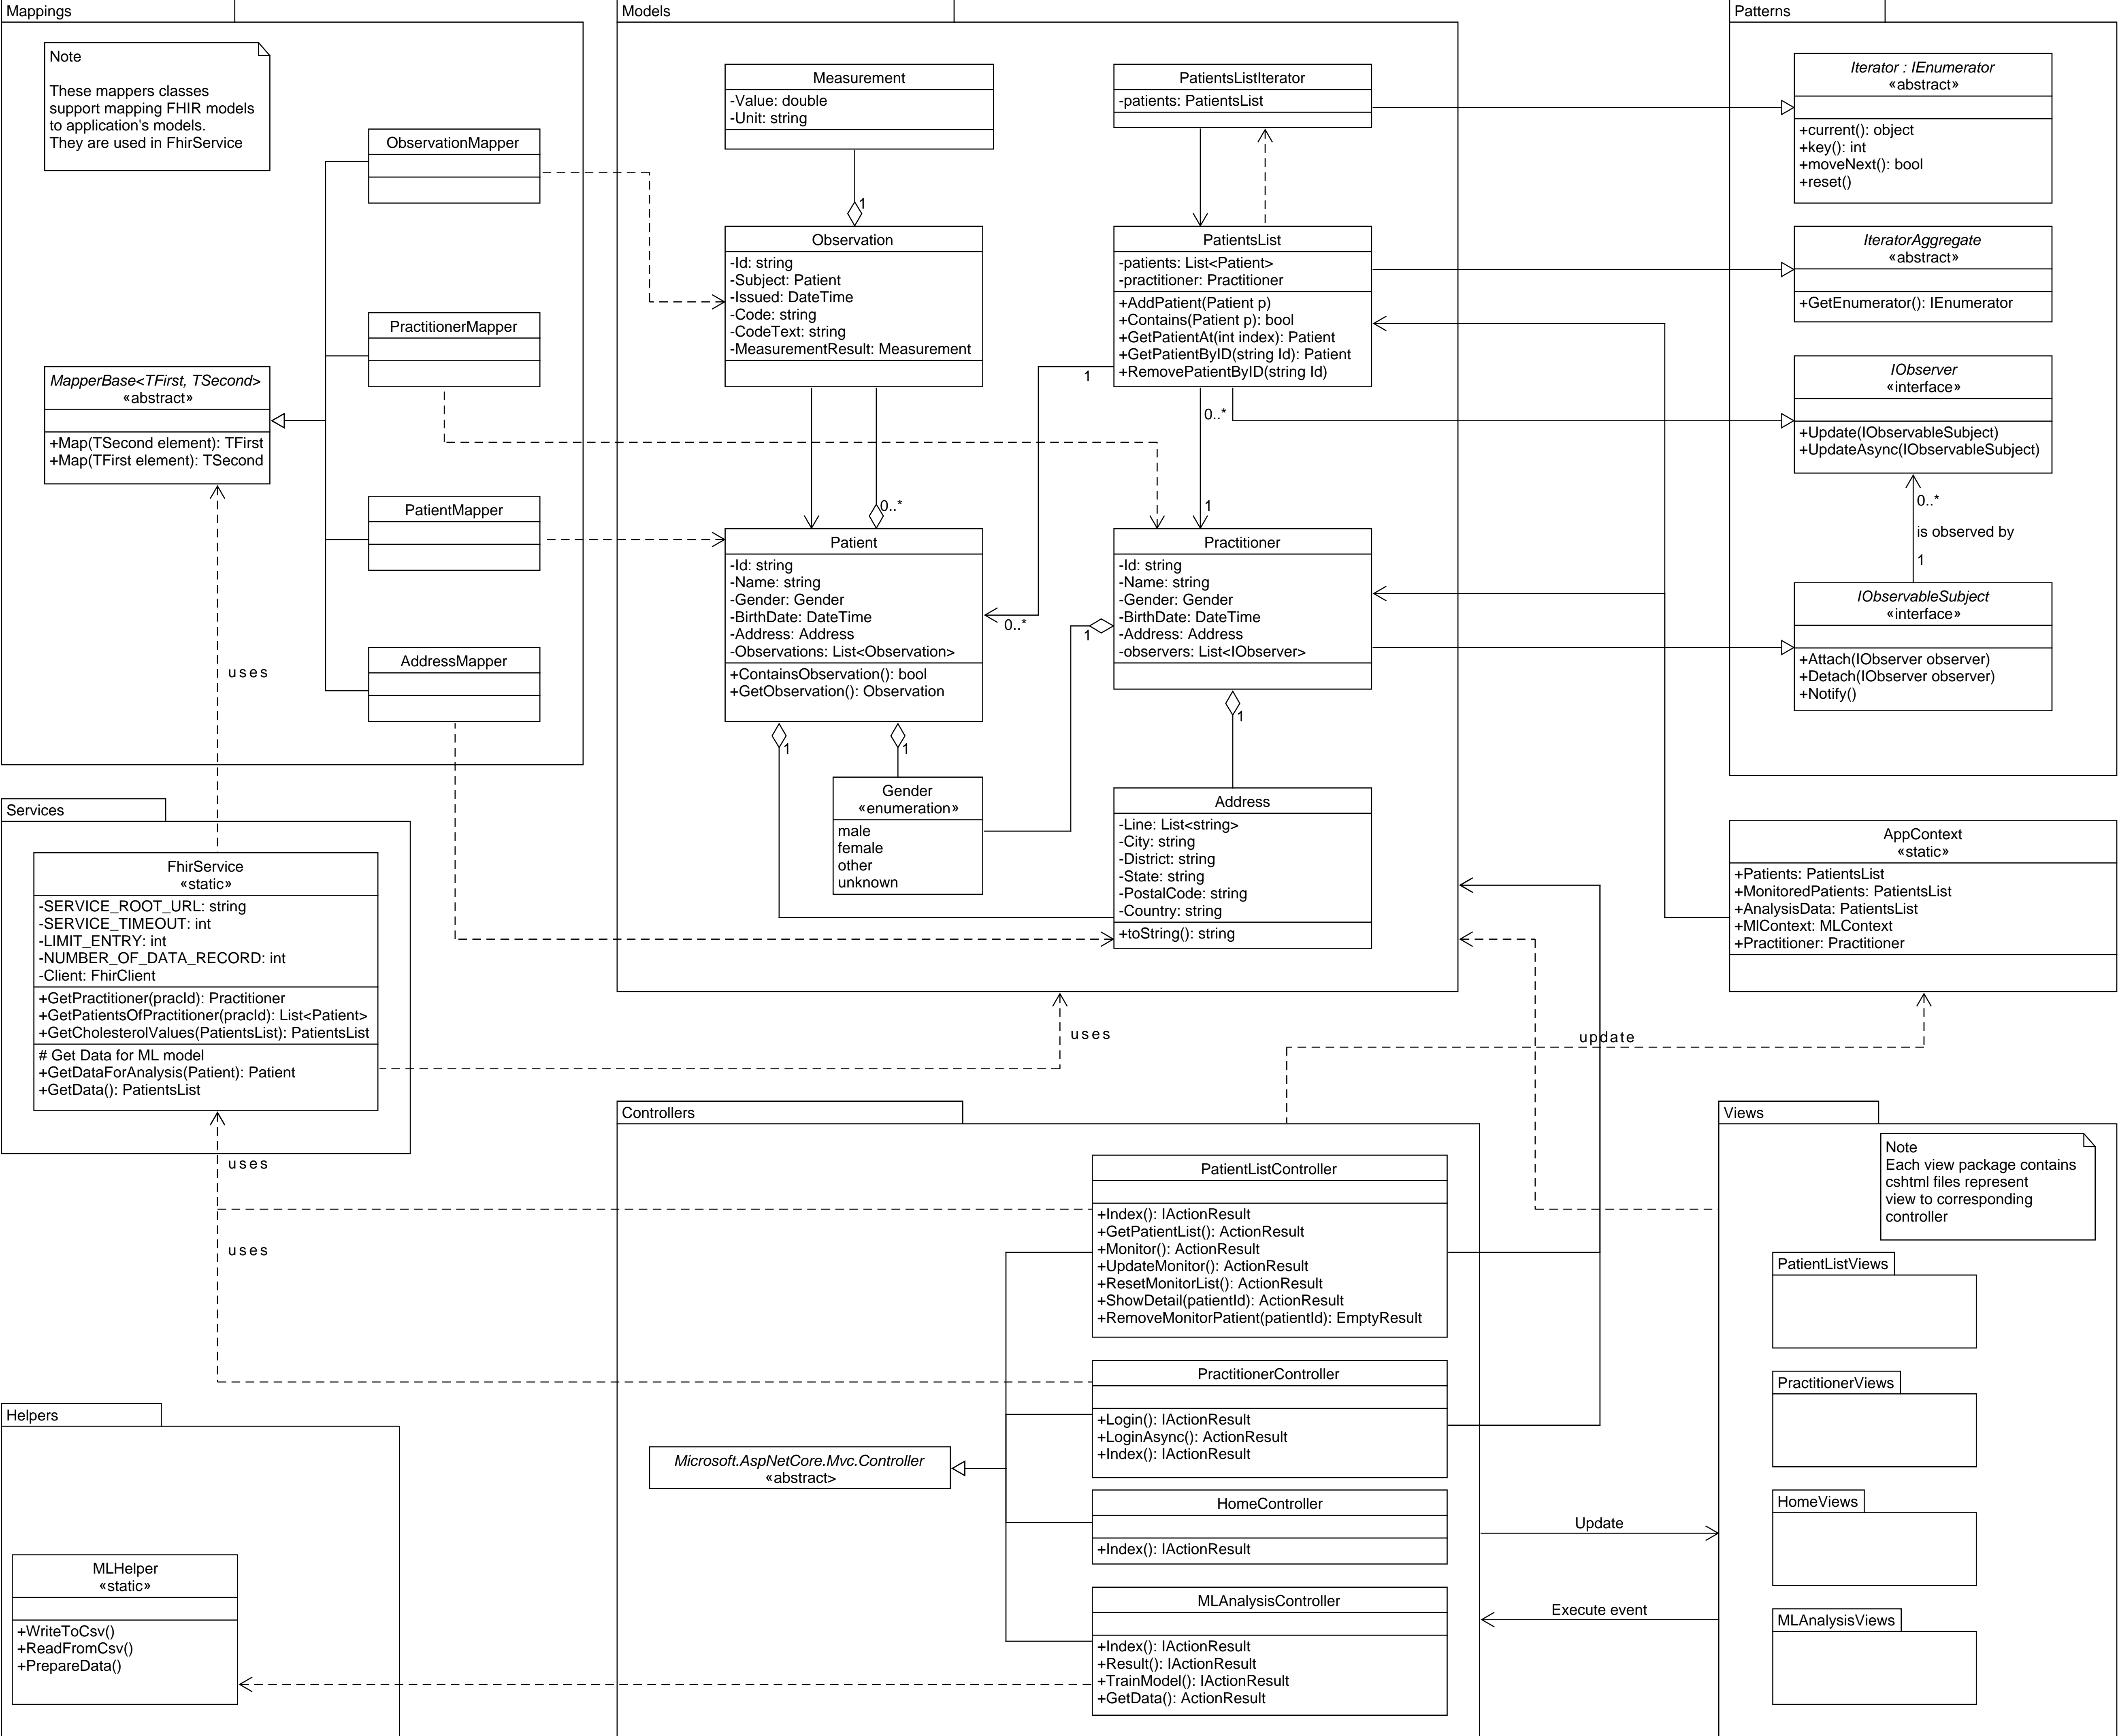 Mappings
Note
These mappers classes
support mapping FHIR models
to application's models.
They are used in FhirService
ObservationMapper
PractitionerMapper
MapperBase<TFirst, TSecond>
«abstract»
+Map(TSecond element): TFirst
+Map(TFirst element): TSecond
PatientMapper
AddressMapper
uses
Models
Measurement
-Value: double
-Unit: string
1
PatientsListIterator
-patients: PatientsList
Observation
-Id: string
-Subject: Patient
-Issued: DateTime
-Code: string
-CodeText: string
-MeasurementResult: Measurement
PatientsList
-patients: List<Patient>
-practitioner: Practitioner
+AddPatient(Patient p)
+Contains(Patient p): bool
+GetPatientAt(int index): Patient
+GetPatientByID(string Id): Patient
+RemovePatientByID(string Id)
1
0..*
0..*
1
Patient
-Id: string
-Name: string
-Gender: Gender
-BirthDate: DateTime
-Address: Address
-Observations: List<Observation>
+ContainsObservation(): bool
+GetObservation(): Observation
0..*
1
Practitioner
-Id: string
-Name: string
-Gender: Gender
-BirthDate: DateTime
-Address: Address
-observers: List<IObserver>
1
1
1
Gender
«enumeration»
male
female
other
unknown
Address
-Line: List<string>
-City: string
-District: string
-State: string
-PostalCode: string
-Country: string
+toString(): string
Patterns
Iterator : IEnumerator
«abstract»
+current(): object
+key(): int
+moveNext(): bool
+reset()
IteratorAggregate
«abstract»
+GetEnumerator(): IEnumerator
IObserver
«interface»
+Update(IObservableSubject)
+UpdateAsync(IObservableSubject)
0..*
is observed by
1
IObservableSubject
«interface»
+Attach(IObserver observer)
+Detach(IObserver observer)
+Notify()
AppContext
«static»
+Patients: PatientsList
+MonitoredPatients: PatientsList
+AnalysisData: PatientsList
+MlContext: MLContext
+Practitioner: Practitioner
Services
FhirService
«static»
-SERVICE_ROOT_URL: string
-SERVICE_TIMEOUT: int
-LIMIT_ENTRY: int
-NUMBER_OF_DATA_RECORD: int
-Client: FhirClient
+GetPractitioner(pracId): Practitioner
+GetPatientsOfPractitioner(pracId): List<Patient>
+GetCholesterolValues(PatientsList): PatientsList
# Get Data for ML model
+GetDataForAnalysis(Patient): Patient
+GetData(): PatientsList
uses
update
uses
uses
Controllers
PatientListController
+Index(): IActionResult
+GetPatientList(): ActionResult
+Monitor(): ActionResult
+UpdateMonitor(): ActionResult
+ResetMonitorList(): ActionResult
+ShowDetail(patientId): ActionResult
+RemoveMonitorPatient(patientId): EmptyResult
PractitionerController
+Login(): IActionResult
+LoginAsync(): ActionResult
+Index(): IActionResult
Microsoft.AspNetCore.Mvc.Controller
«abstract>
HomeController
+Index(): IActionResult
MLAnalysisController
+Index(): IActionResult
+Result(): IActionResult
+TrainModel(): IActionResult
+GetData(): ActionResult
Update
Execute event
Views
Note
Each view package contains
cshtml files represent
view to corresponding
controller
PatientListViews
PractitionerViews
HomeViews
MLAnalysisViews
Helpers
MLHelper
«static»
+WriteToCsv()
+ReadFromCsv()
+PrepareData()